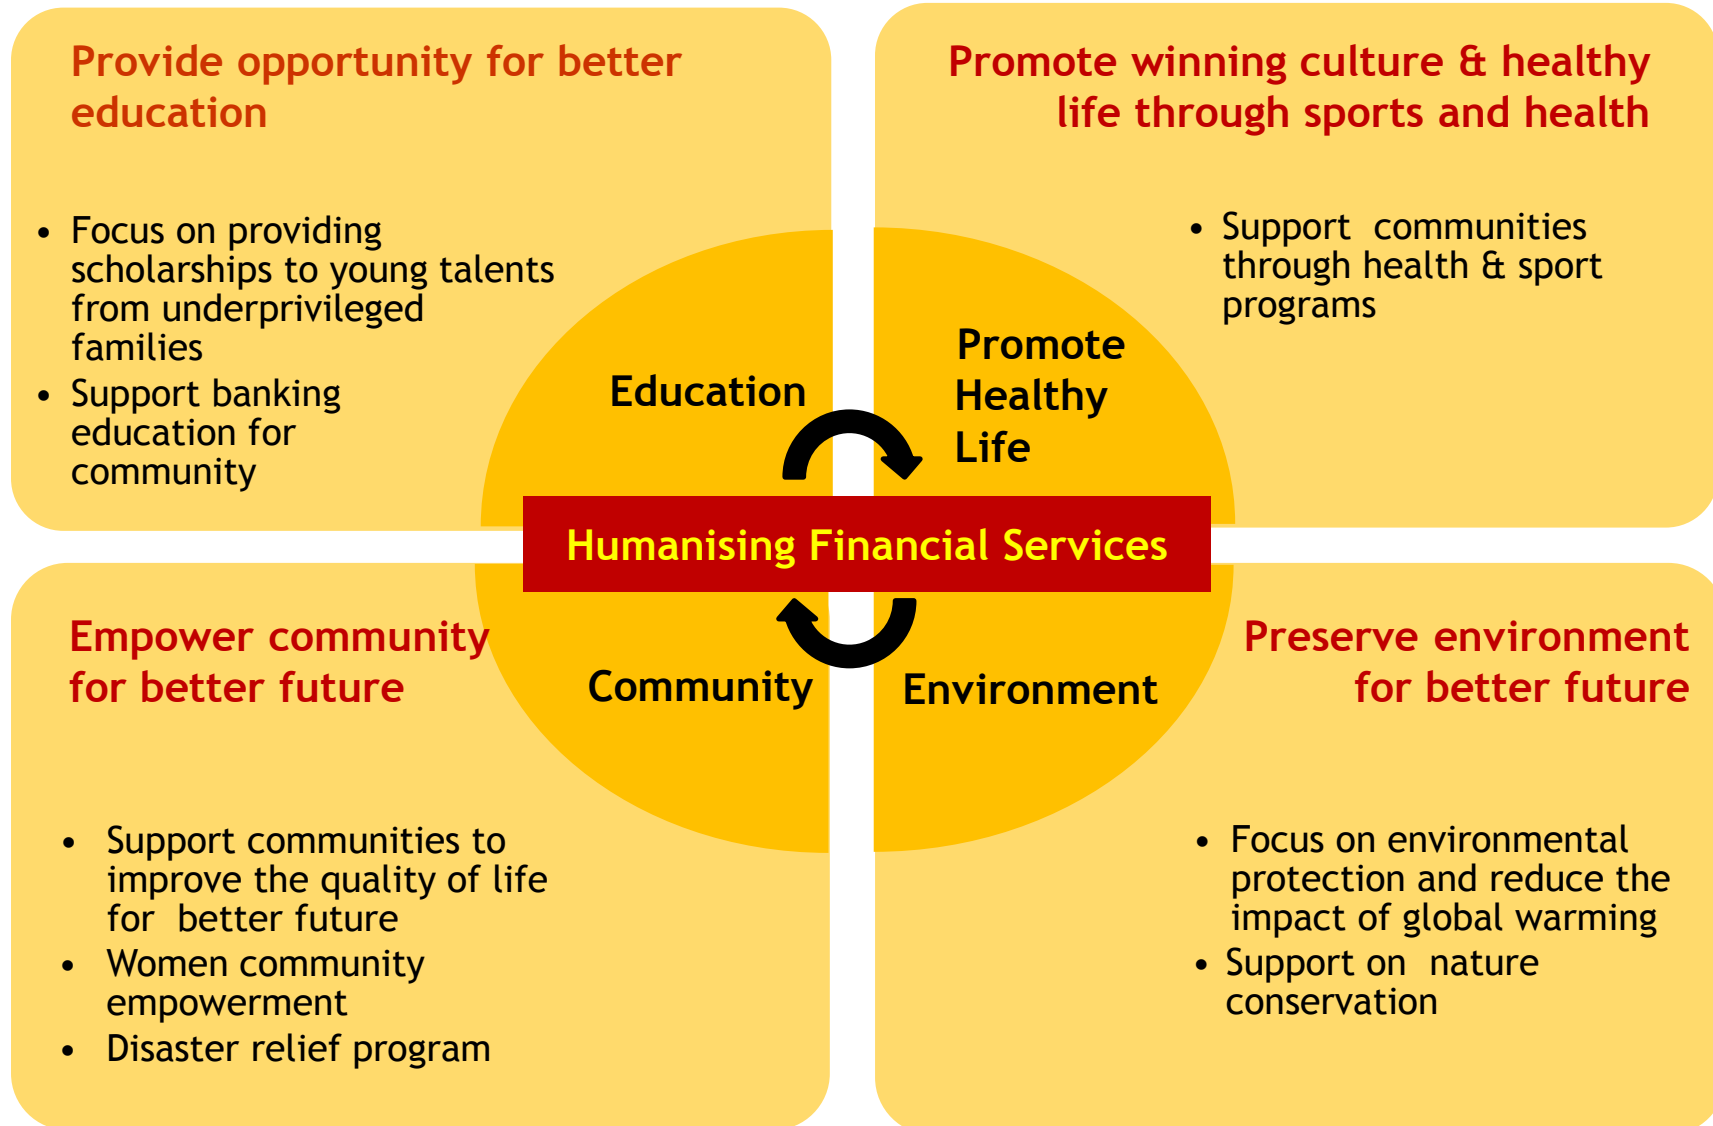 Provide opportunity for better
education
• Focus on providing
scholarships to young talents
from underprivileged
families
• Support banking
education for
community
Education
Promote winning culture & healthy
life through sports and health
• Support communities
through health & sport
programs
Promote
Healthy
Life
Humanising Financial Services
Empower community
for better future
Community
• Support communities to
improve the quality of life
for better future
• Women community
empowerment
• Disaster relief program
Environment
Preserve environment
for better future
• Focus on environmental
protection and reduce the
impact of global warming
• Support on nature
conservation